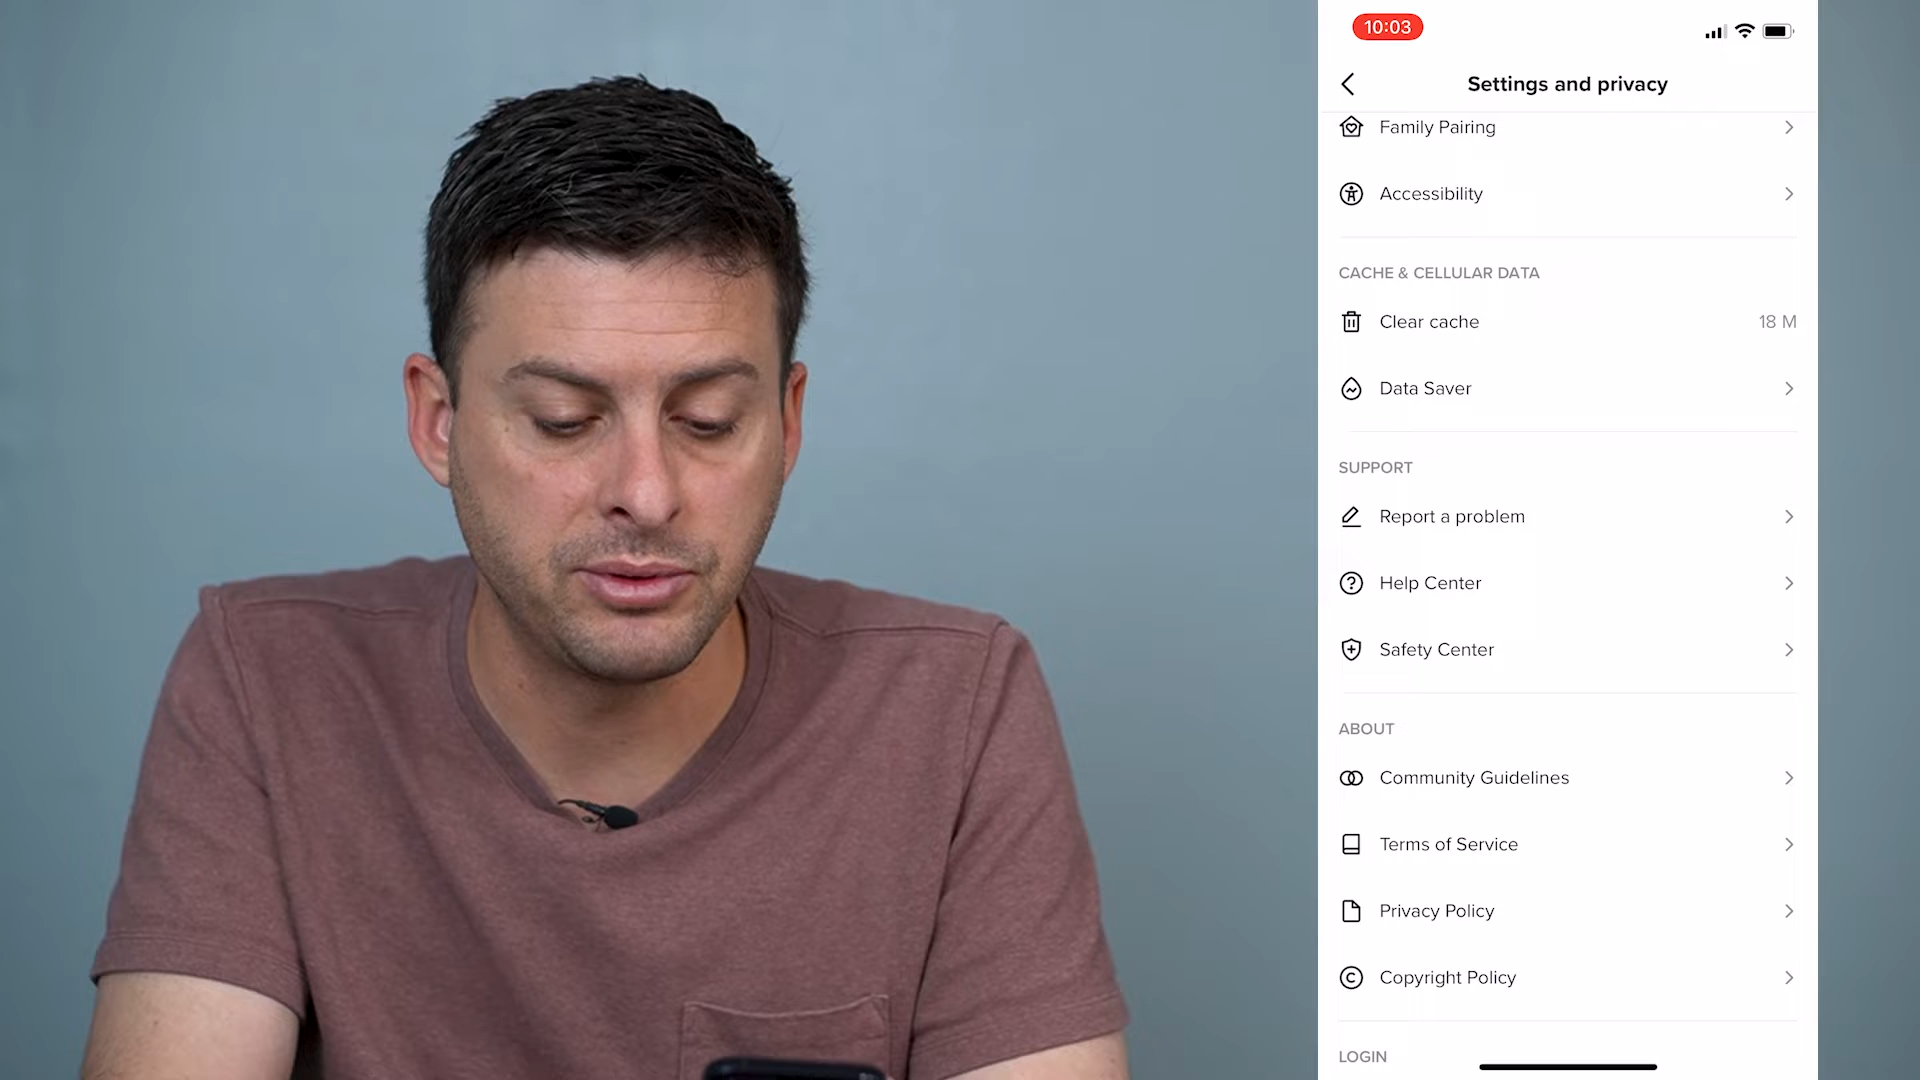 10:03
Settings and privacy
Family Pairing
Accessibility
CACHE & CELLULAR DATA
Clear cache 18 M
Data Saver
SUPPORT
Report a problem
Help Center
Safety Center
ABOUT
Community Guidelines
Terms of Service
Privacy Policy
Copyright Policy
LOGIN